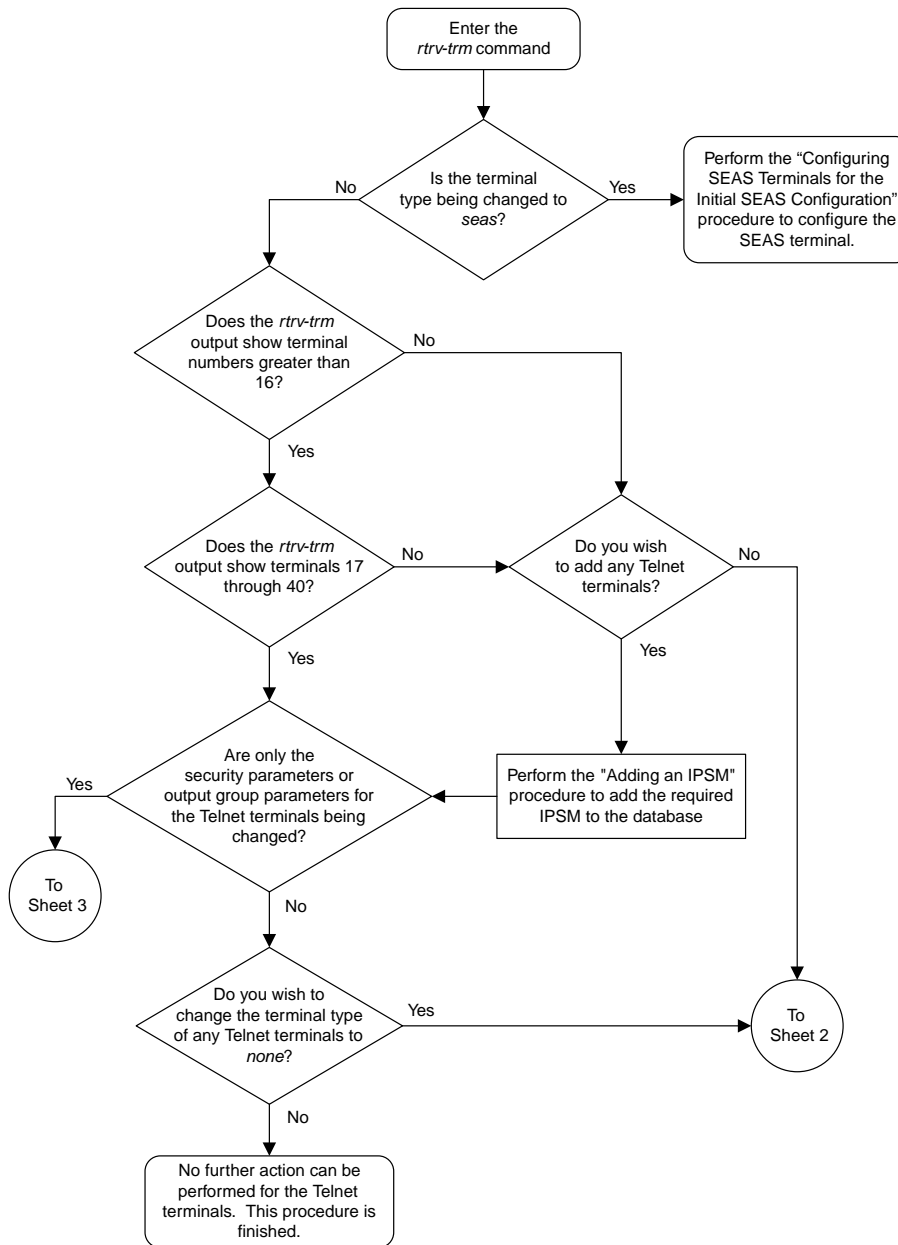 Enter the
rtrv-trm command
Is the terminal
type being changed to
seas?
No
Yes
Perform the “Configuring
SEAS Terminals for the
Initial SEAS Configuration”
procedure to configure the
SEAS terminal.
Does the rtrv-trm
output show terminal
numbers greater than
16?
No
Yes
Does the rtrv-trm
output show terminals 17
through 40?
No
Do you wish
to add any Telnet
terminals?
No
Yes
Yes
Are only the
security parameters or
output group parameters for
the Telnet terminals being
changed?
Yes
Perform the "Adding an IPSM"
procedure to add the required
IPSM to the database
To
Sheet 3
No
Do you wish to
change the terminal type
of any Telnet terminals to
none?
Yes
To
Sheet 2
No
No further action can be
performed for the Telnet
terminals. This procedure is
finished.